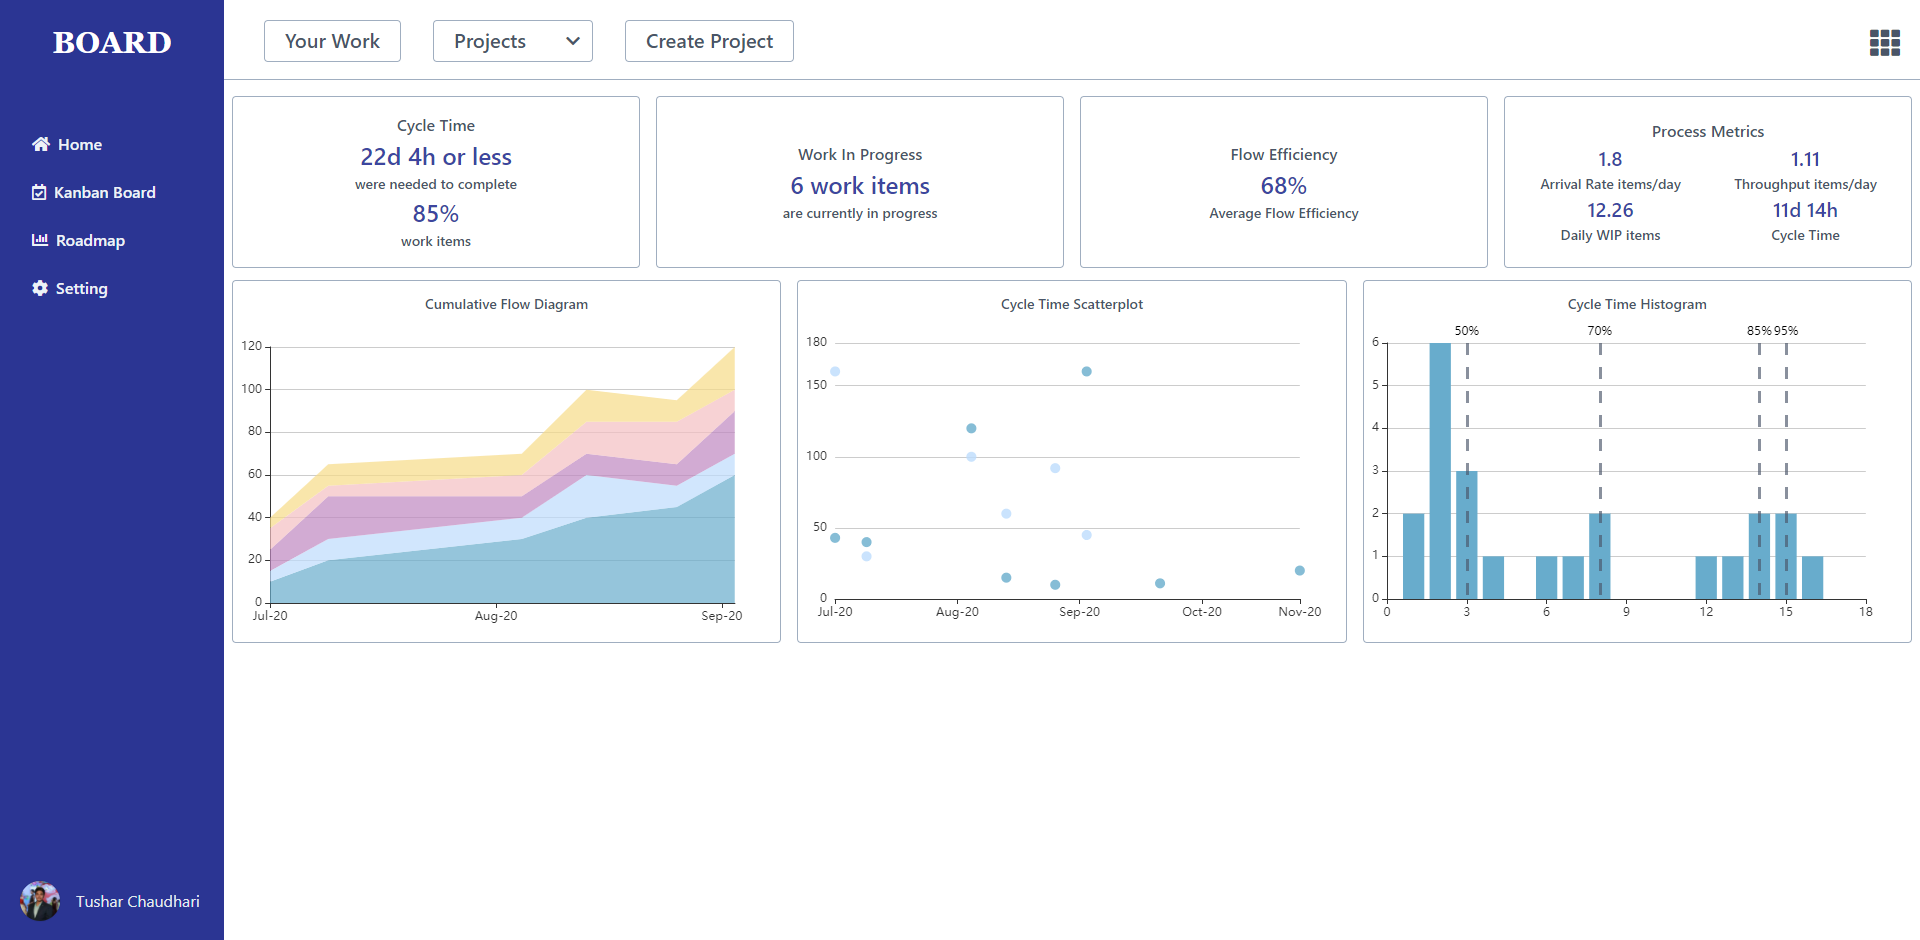 BOARD
Your Work
Projects
Create Project
Home
Kanban Board
Roadmap
Setting
Tushar Chaudhari
Cycle Time
22d 4h or less
were needed to complete
85%
work items
Work In Progress
6 work items
are currently in progress
Flow Efficiency
68%
Average Flow Efficiency
Process Metrics
1.8 1.11
Arrival Rate items/day Throughput items/day
12.26 11d 14h
Daily WIP items Cycle Time
Cumulative Flow Diagram
120
100
80
60
40
20
0
Jul-20 Aug-20 Sep-20
Cycle Time Scatterplot
180
150
100
50
0
Jul-20 Aug-20 Sep-20 Oct-20 Nov-20
Cycle Time Histogram
50% 70% 85% 95%
6
5
4
3
2
1
0
0 3 6 9 12 15 18